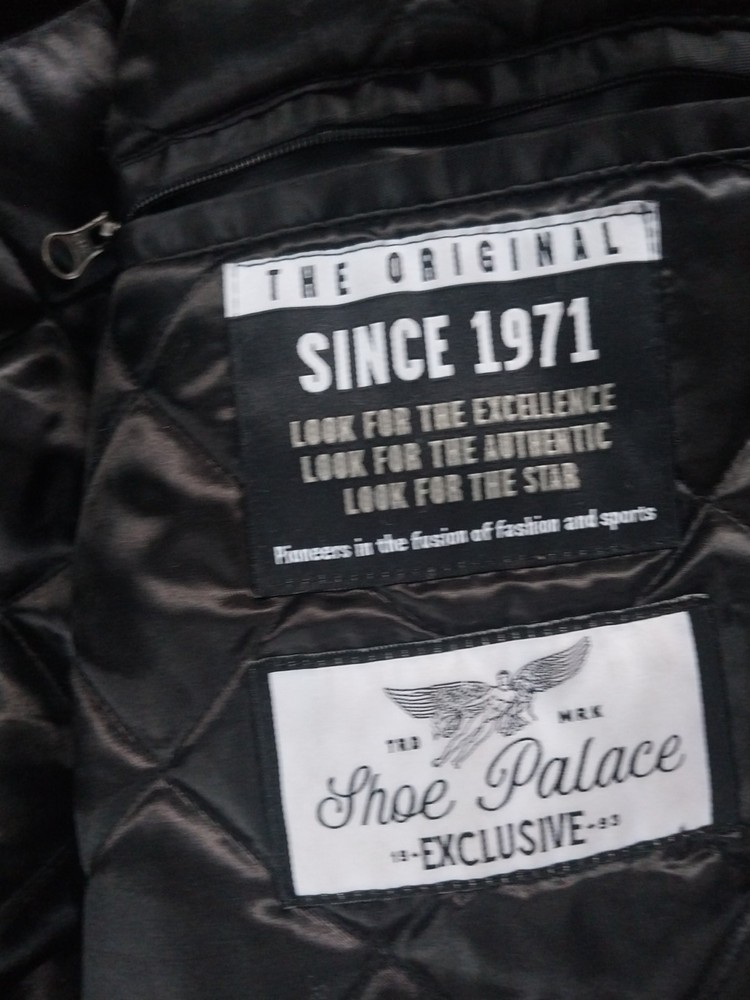 THE ORIGINAL
SINCE 1971
LOOK FOR THE EXCELLENCE
LOOK FOR THE AUTHENTIC
LOOK FOR THE STAR
Pioneers in the fusion of fashion and sports
TRD MRK
Shoe Palace
19-EXCLUSIVE-93